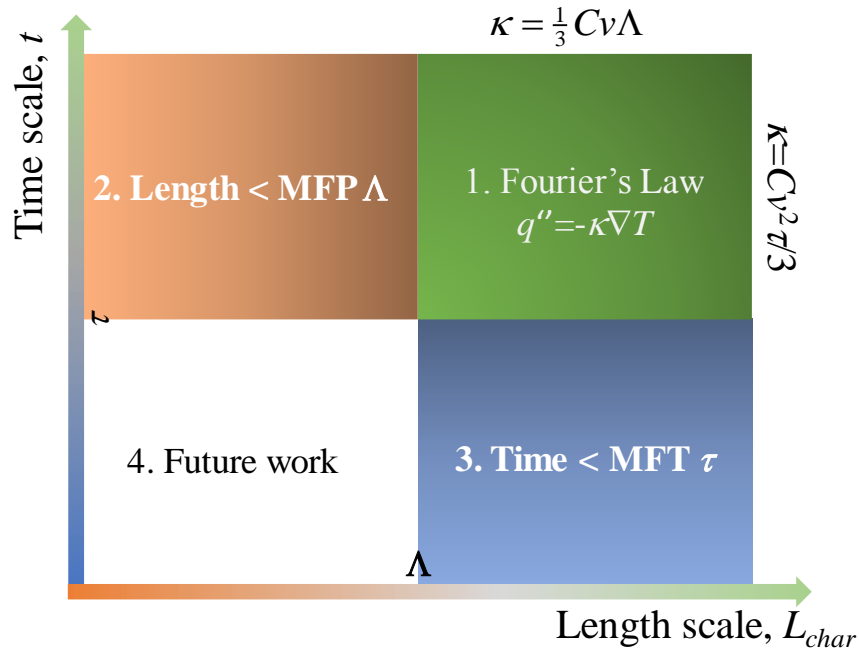 κ = 1/3 CvΛ
Time scale, t
2. Length < MFP Λ
1. Fourier's Law
q″=-κ∇T
κ=Cv²τ/3
τ
4. Future work
3. Time < MFT τ
Λ
Length scale, L_char